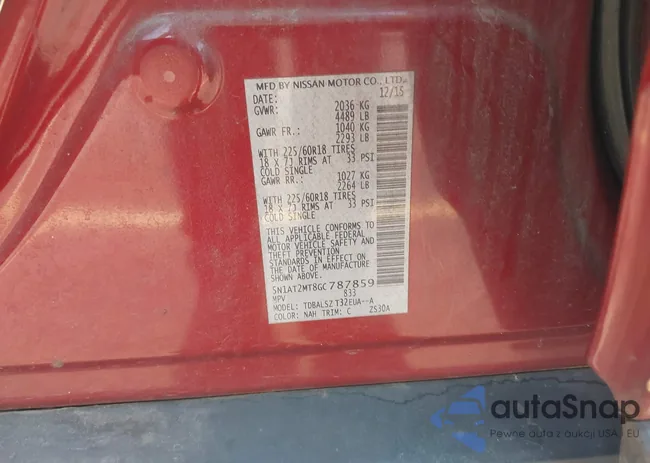 MFD BY NISSAN MOTOR CO., LTD.
DATE: 12/15
GVWR: 2036 KG
4489 LB
GAWR FR.: 1040 KG
2293 LB
WITH 225/60R18 TIRES
18 X 7J RIMS AT 33 PSI
COLD SINGLE
GAWR RR.: 1027 KG
2264 LB
WITH 225/60R18 TIRES
18 X 7J RIMS AT 33 PSI
COLD SINGLE
THIS VEHICLE CONFORMS TO
ALL APPLICABLE FEDERAL
MOTOR VEHICLE SAFETY AND
THEFT PREVENTION
STANDARDS IN EFFECT ON
THE DATE OF MFR.
5N1AT2MT8GC787859
MPV 833
MODEL: TDBALSZ T32EUA--A
COLOR: NAH TRIM: C 2S30A
autaSnap
Pewne auta z aukcji USA i EU